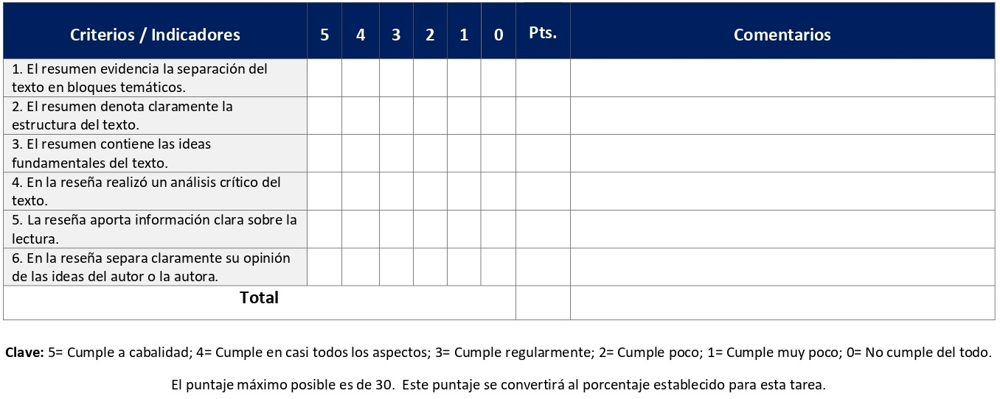 Criterios / Indicadores 5 4 3 2 1 0 Pts. Comentarios
1. El resumen evidencia la separación del
texto en bloques temáticos.
2. El resumen denota claramente la
estructura del texto.
3. El resumen contiene las ideas
fundamentales del texto.
4. En la reseña realizó un análisis crítico del
texto.
5. La reseña aporta información clara sobre la
lectura.
6. En la reseña separa claramente su opinión
de las ideas del autor o la autora.
Total
Clave: 5= Cumple a cabalidad; 4= Cumple en casi todos los aspectos; 3= Cumple regularmente; 2= Cumple poco; 1= Cumple muy poco; 0= No cumple del todo.
El puntaje máximo posible es de 30. Este puntaje se convertirá al porcentaje establecido para esta tarea.